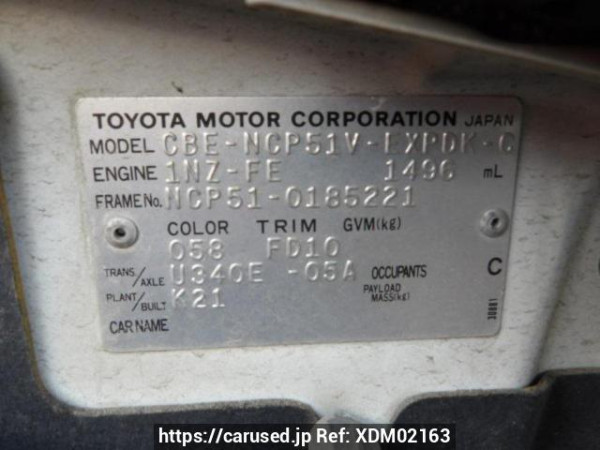 TOYOTA MOTOR CORPORATION JAPAN
MODEL CBE-NCP51V-EXPDK-C
ENGINE 1NZ-FE 1496 mL
FRAME No. NCP51-0185221
COLOR TRIM GVM(kg)
058 FD10
TRANS/AXLE U340E -05A OCCUPANTS C
PLANT/BUILT K21 PAYLOAD MASS(kg)
CAR NAME
https://carused.jp Ref: XDM02163